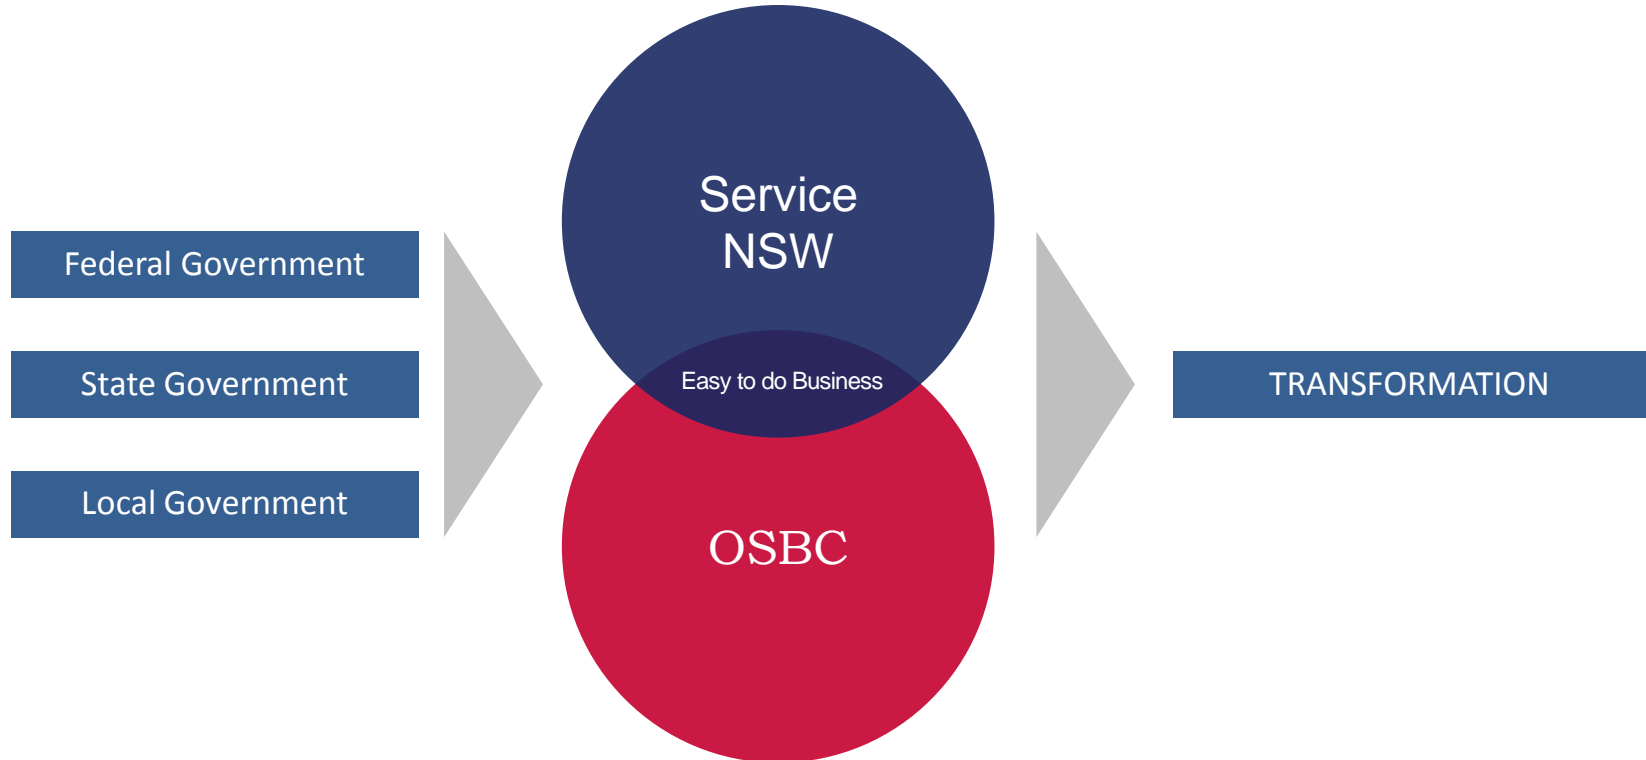 Federal Government
State Government
Local Government
Service
NSW
Easy to do Business
OSBC
TRANSFORMATION